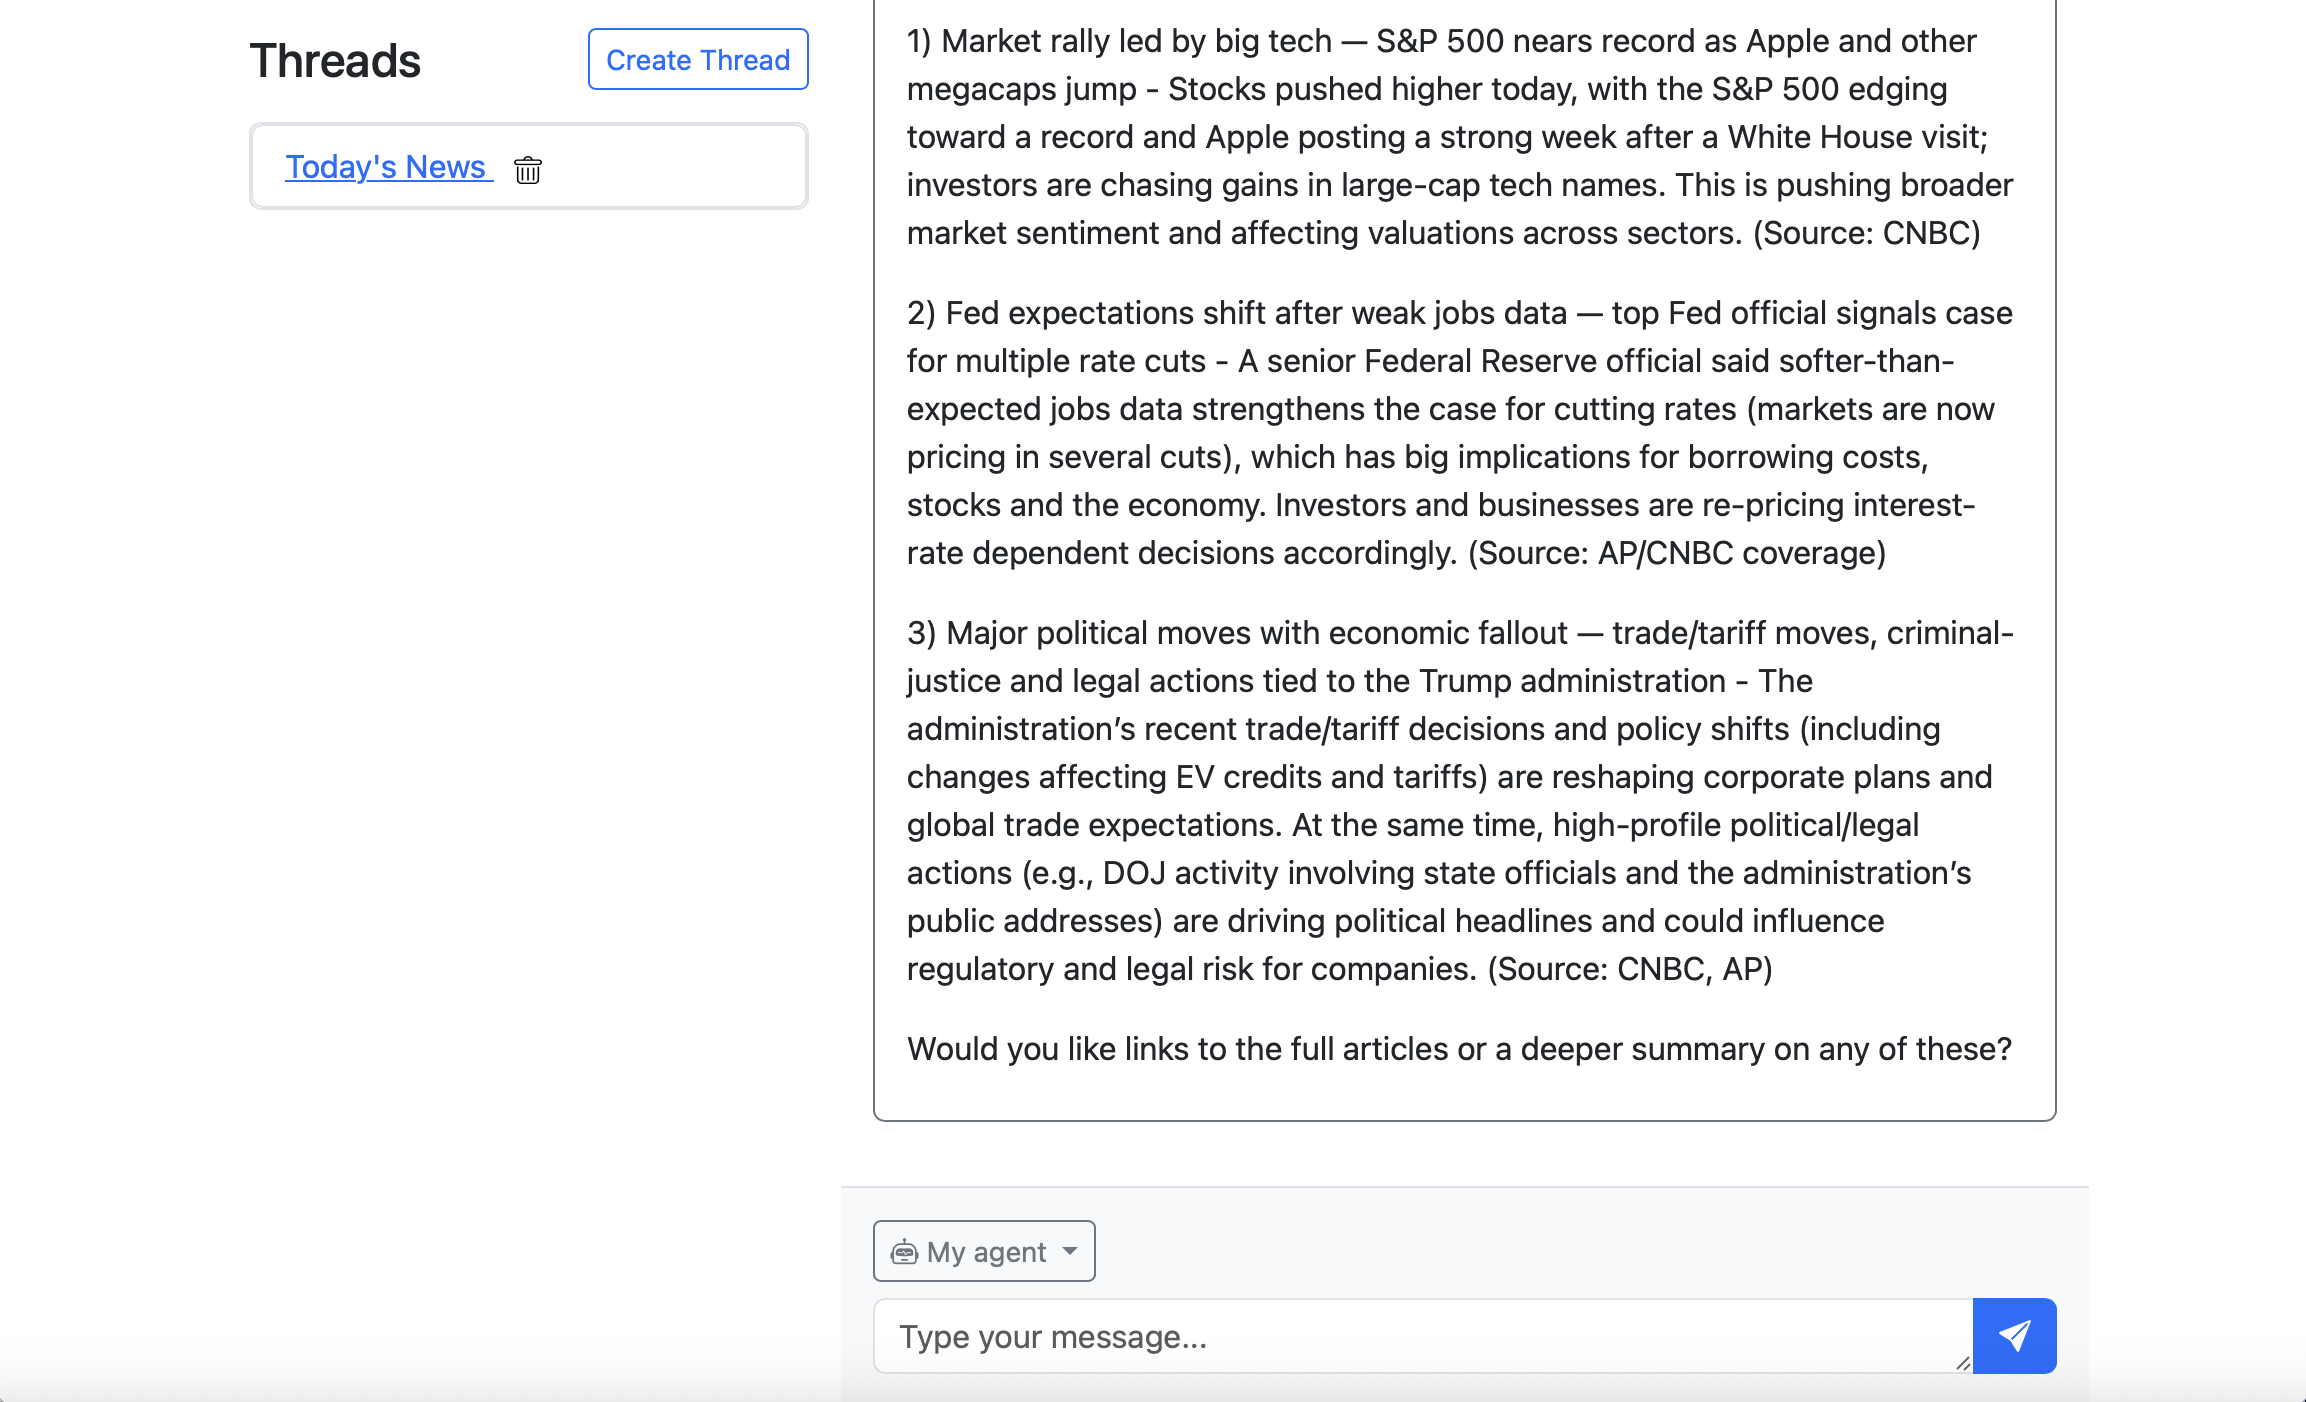 Threads
Create Thread
Today's News
1) Market rally led by big tech — S&P 500 nears record as Apple and other
megacaps jump - Stocks pushed higher today, with the S&P 500 edging
toward a record and Apple posting a strong week after a White House visit;
investors are chasing gains in large-cap tech names. This is pushing broader
market sentiment and affecting valuations across sectors. (Source: CNBC)
2) Fed expectations shift after weak jobs data — top Fed official signals case
for multiple rate cuts - A senior Federal Reserve official said softer-than-
expected jobs data strengthens the case for cutting rates (markets are now
pricing in several cuts), which has big implications for borrowing costs,
stocks and the economy. Investors and businesses are re-pricing interest-
rate dependent decisions accordingly. (Source: AP/CNBC coverage)
3) Major political moves with economic fallout — trade/tariff moves, criminal-
justice and legal actions tied to the Trump administration - The
administration’s recent trade/tariff decisions and policy shifts (including
changes affecting EV credits and tariffs) are reshaping corporate plans and
global trade expectations. At the same time, high-profile political/legal
actions (e.g., DOJ activity involving state officials and the administration’s
public addresses) are driving political headlines and could influence
regulatory and legal risk for companies. (Source: CNBC, AP)
Would you like links to the full articles or a deeper summary on any of these?
My agent
Type your message...